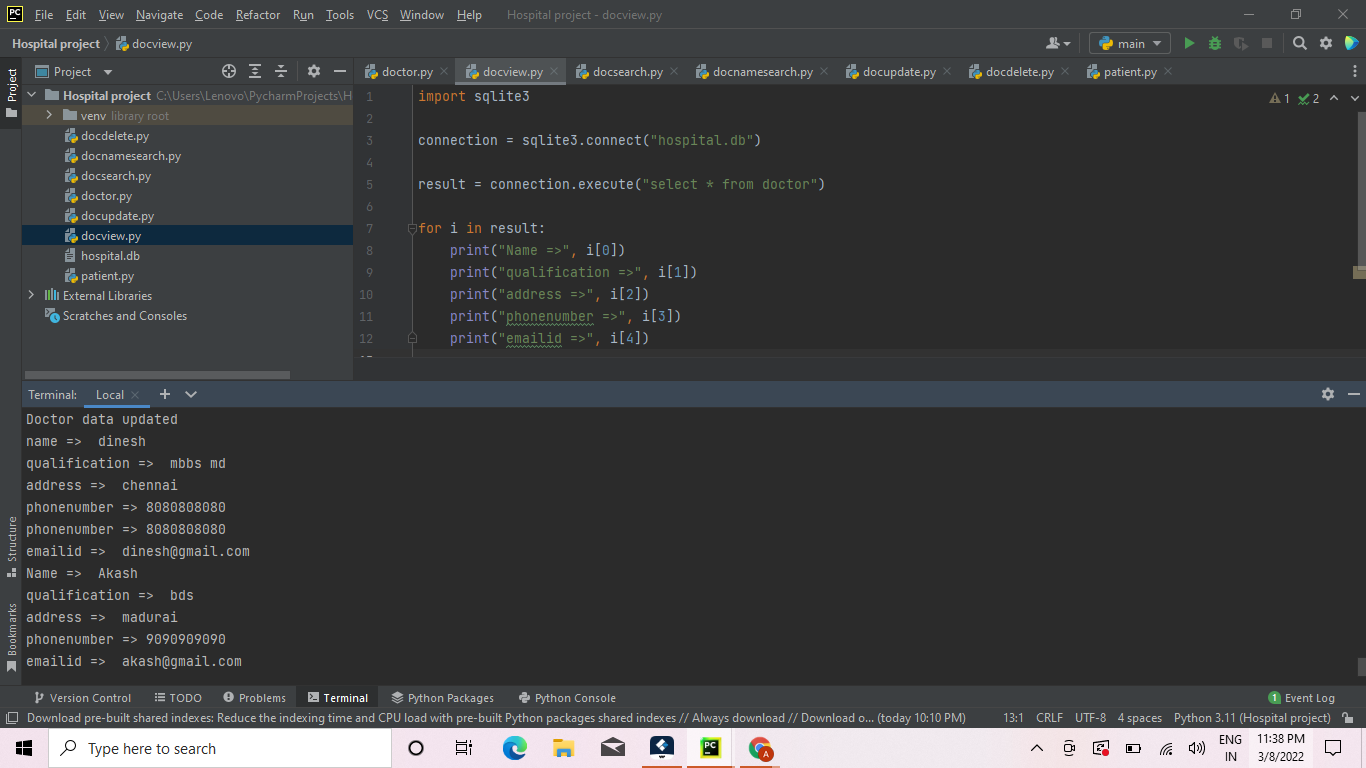 PC File Edit View Navigate Code Refactor Run Tools VCS Window Help Hospital project - docview.py
Hospital project docview.py main
Project Project doctor.py docview.py docsearch.py docnamesearch.py docupdate.py docdelete.py patient.py
Hospital project C:\Users\Lenovo\PycharmProjects\H
venv library root
docdelete.py
docnamesearch.py
docsearch.py
doctor.py
docupdate.py
docview.py
hospital.db
patient.py
External Libraries
Scratches and Consoles
1 import sqlite3 1 2
2
3 connection = sqlite3.connect("hospital.db")
4
5 result = connection.execute("select * from doctor")
6
7 for i in result:
8 print("Name =>", i[0])
9 print("qualification =>", i[1])
10 print("address =>", i[2])
11 print("phonenumber =>", i[3])
12 print("emailid =>", i[4])
Terminal: Local
Doctor data updated
name =>  dinesh
qualification =>  mbbs md
address =>  chennai
phonenumber => 8080808080
phonenumber => 8080808080
emailid =>  dinesh@gmail.com
Name =>  Akash
qualification =>  bds
address =>  madurai
phonenumber => 9090909090
emailid =>  akash@gmail.com
Structure
Bookmarks
Version Control TODO Problems Terminal Python Packages Python Console 1 Event Log
Download pre-built shared indexes: Reduce the indexing time and CPU load with pre-built Python packages shared indexes // Always download // Download o... (today 10:10 PM) 13:1 CRLF UTF-8 4 spaces Python 3.11 (Hospital project)
Type here to search PC A ENG IN 11:38 PM 3/8/2022